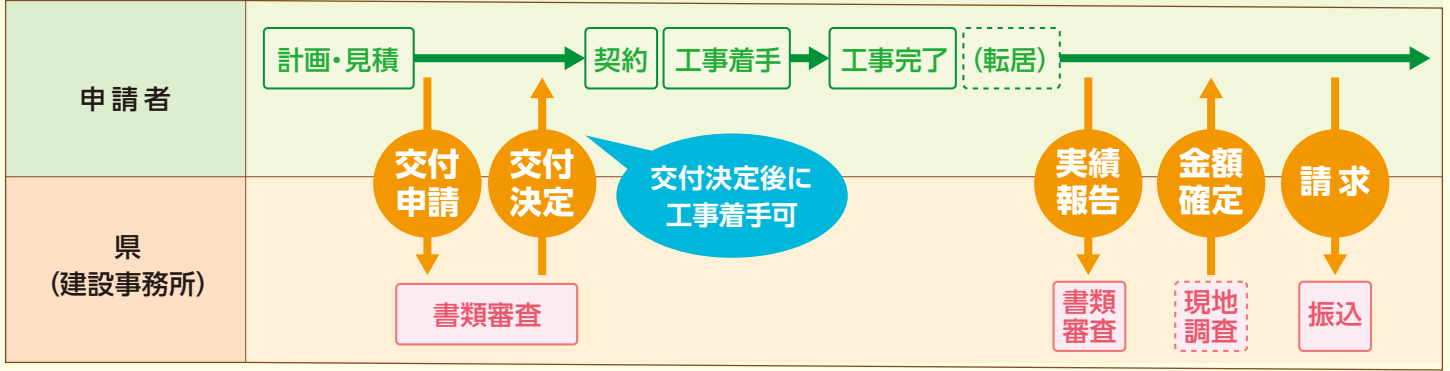 申請者
計画・見積
契約
工事着手
工事完了
(転居)
交付
申請
交付
決定
交付決定後に
工事着手可
実績
報告
金額
確定
請求
県
(建設事務所)
書類審査
書類
審査
現地
調査
振込